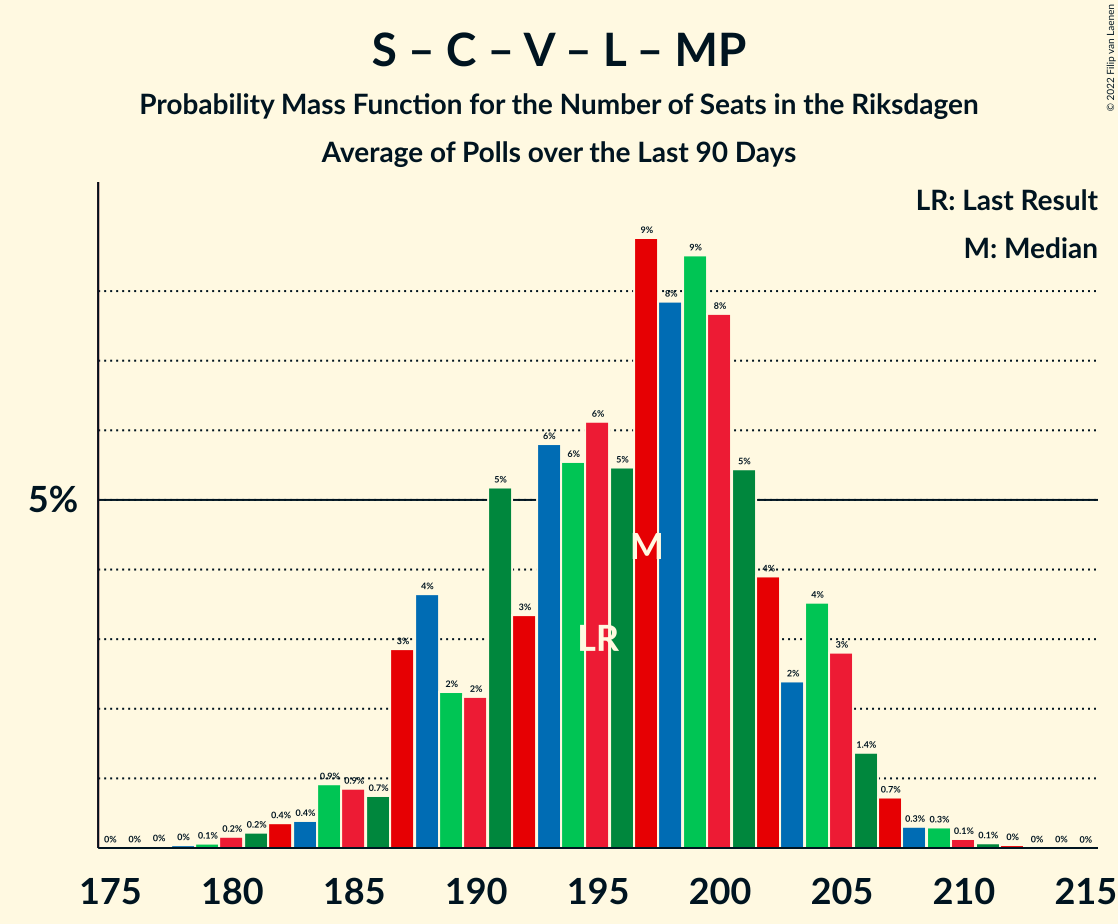 S – C – V – L – MP
Probability Mass Function for the Number of Seats in the Riksdagen
Average of Polls over the Last 90 Days
© 2022 Filip van Laenen
LR: Last Result
M: Median
5%
0% 0% 0% 0% 0.1% 0.2% 0.2% 0.4% 0.4% 0.9% 0.9% 0.7% 3% 4% 2% 2% 5% 3% 6% 6% 6% 5% 9% 8% 9% 8% 5% 4% 2% 4% 3% 1.4% 0.7% 0.3% 0.3% 0.1% 0.1% 0% 0% 0% 0%
M
LR
175 180 185 190 195 200 205 210 215